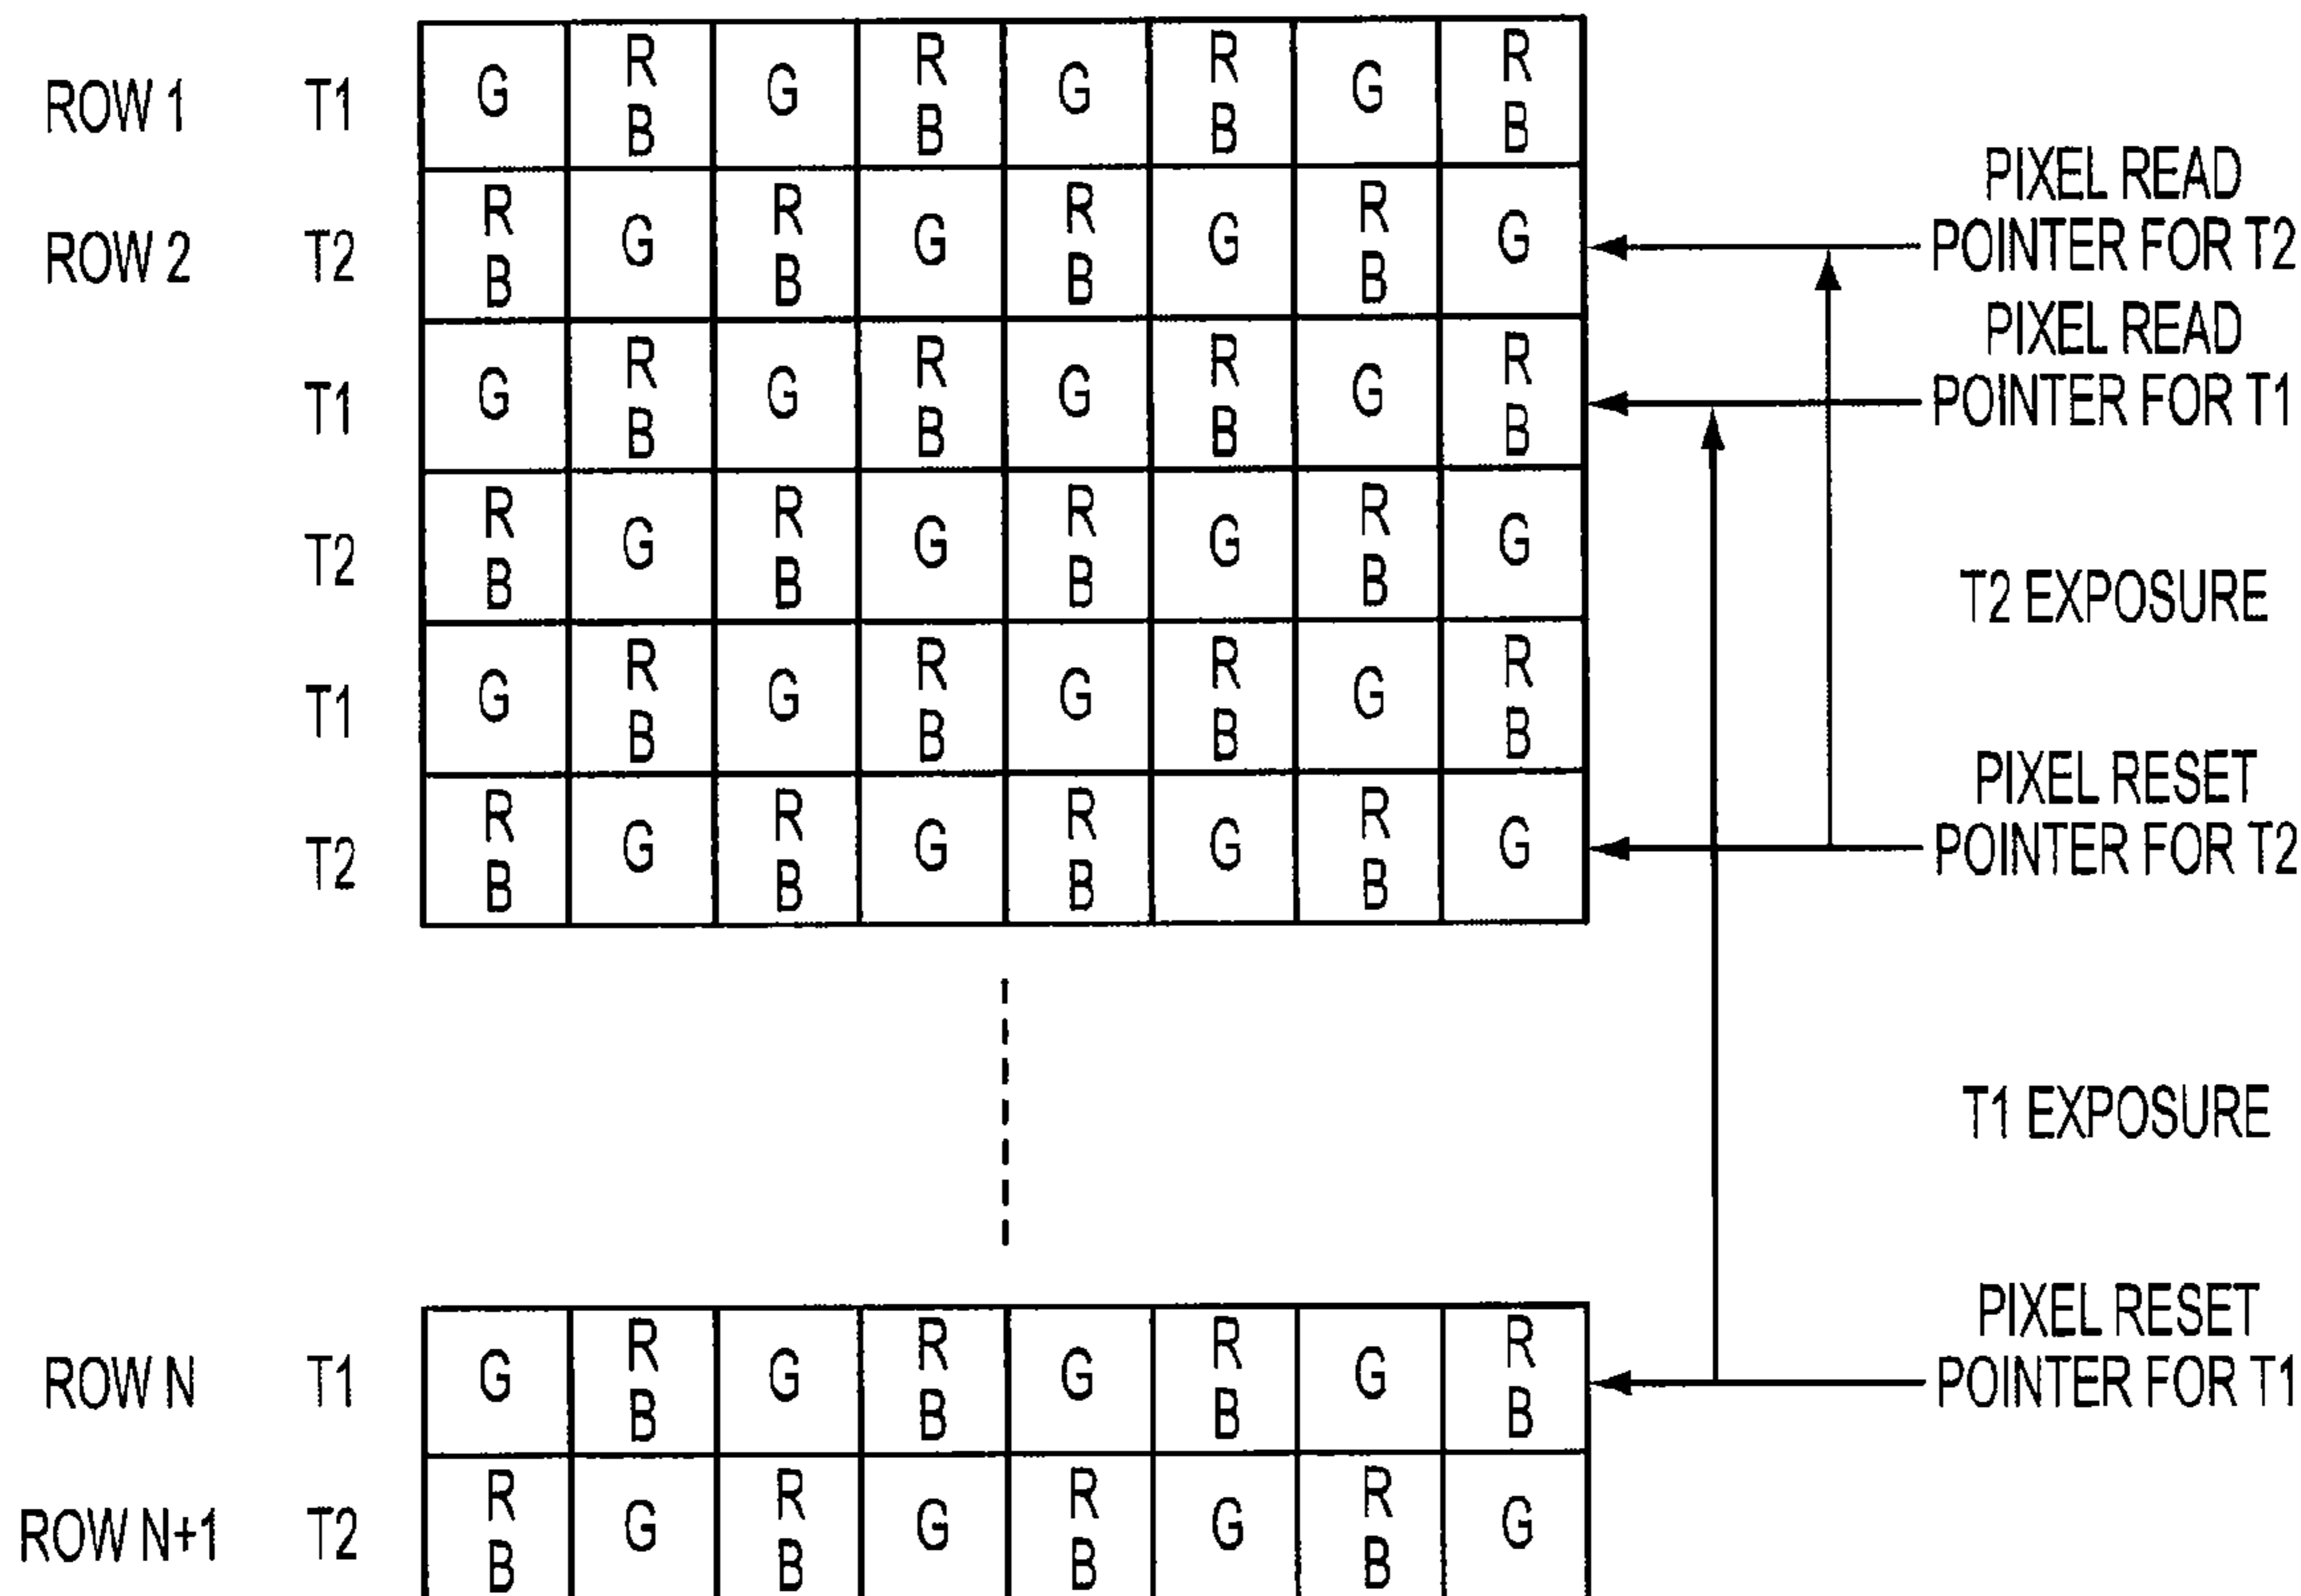 ROW 1 T1 G R B G R B G R B G R B
ROW 2 T2 R B G R B G R B G R B G
PIXEL READ
POINTER FOR T2
T1 G R B G R B G R B G R B
PIXEL READ
POINTER FOR T1
T2 R B G R B G R B G R B G
T2 EXPOSURE
T1 G R B G R B G R B G R B
T2 R B G R B G R B G R B G
PIXEL RESET
POINTER FOR T2
T1 EXPOSURE
ROW N T1 G R B G R B G R B G R B
PIXEL RESET
POINTER FOR T1
ROW N+1 T2 R B G R B G R B G R B G